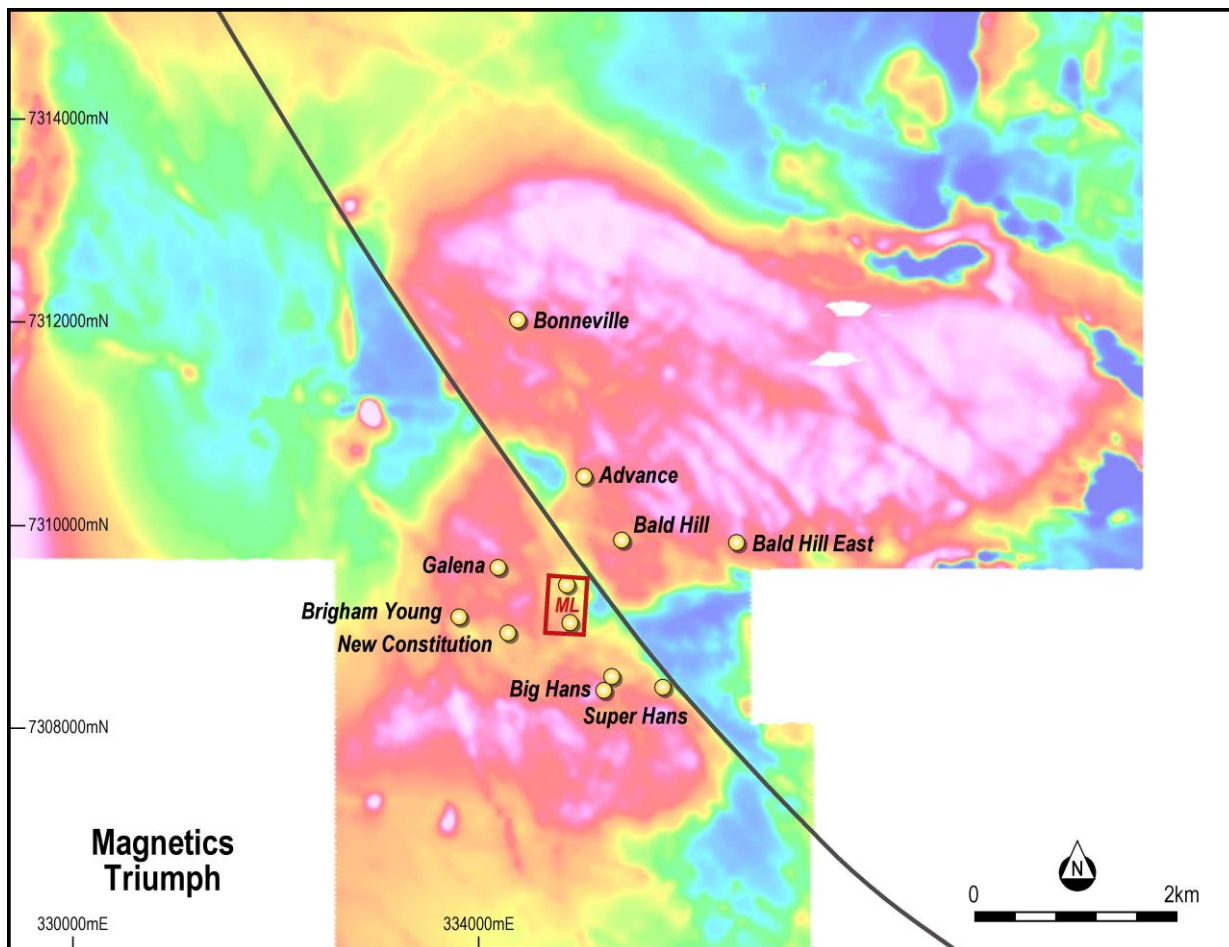 7314000mN
7312000mN
Bonneville
Advance
7310000mN
Bald Hill
Bald Hill East
Galena
ML
Brigham Young
New Constitution
Big Hans
Super Hans
7308000mN
Magnetics
Triumph
N
0 2km
330000mE
334000mE